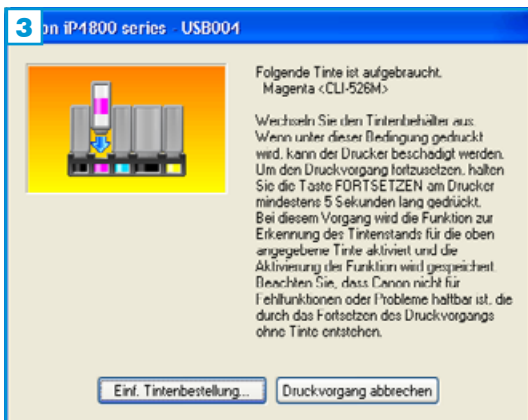 3
on iP4800 series - USB004
Folgende Tinte ist aufgebraucht.
Magenta <CLI-526M>
Wechseln Sie den Tintenbehälter aus.
Wenn unter dieser Bedingung gedruckt
wird, kann der Drucker beschädigt werden.
Um den Druckvorgang fortzusetzen, halten
Sie die Taste FORTSETZEN am Drucker
mindestens 5 Sekunden lang gedrückt.
Bei diesem Vorgang wird die Funktion zur
Erkennung des Tintenstands für die oben
angegebene Tinte aktiviert und die
Aktivierung der Funktion wird gespeichert.
Beachten Sie, dass Canon nicht für
Fehlfunktionen oder Probleme haftbar ist, die
durch das Fortsetzen des Druckvorgangs
ohne Tinte entstehen.
Einf. Tintenbestellung...
Druckvorgang abbrechen